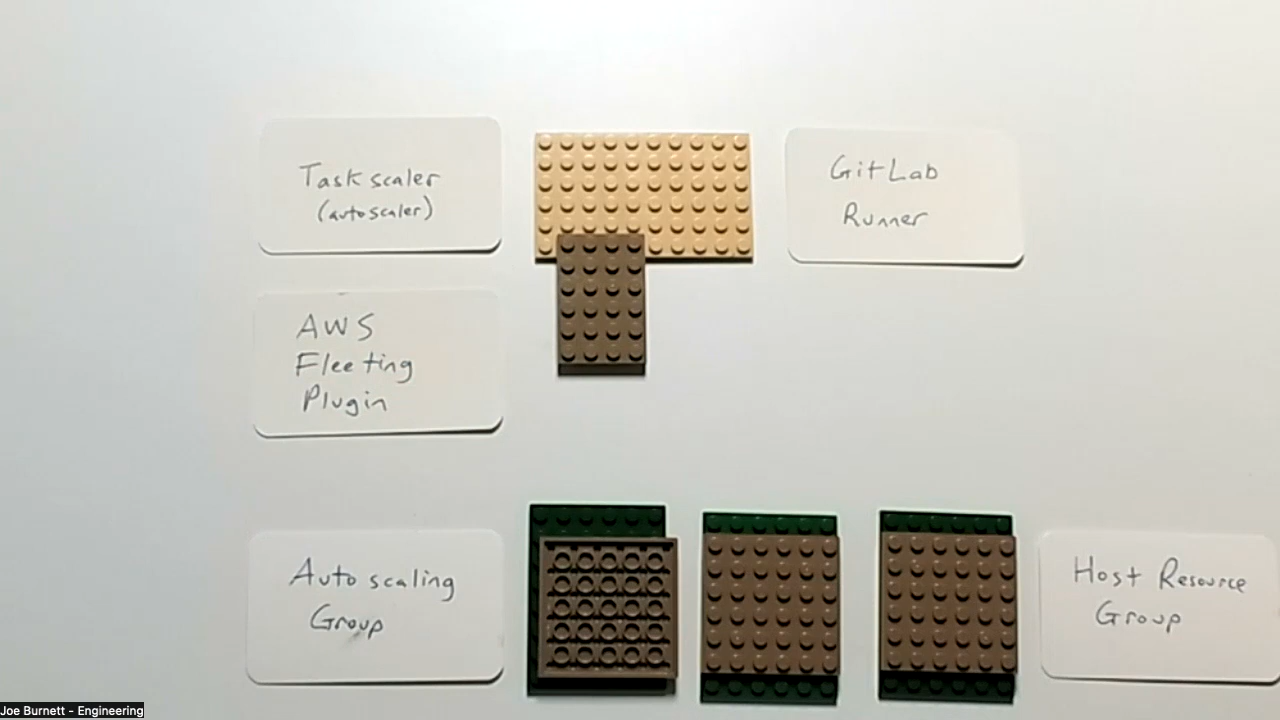 Task scaler
(autoscaler)
GitLab
Runner
AWS
Fleeting
Plugin
Auto scaling
Group
Host Resource
Group
Joe Burnett - Engineering